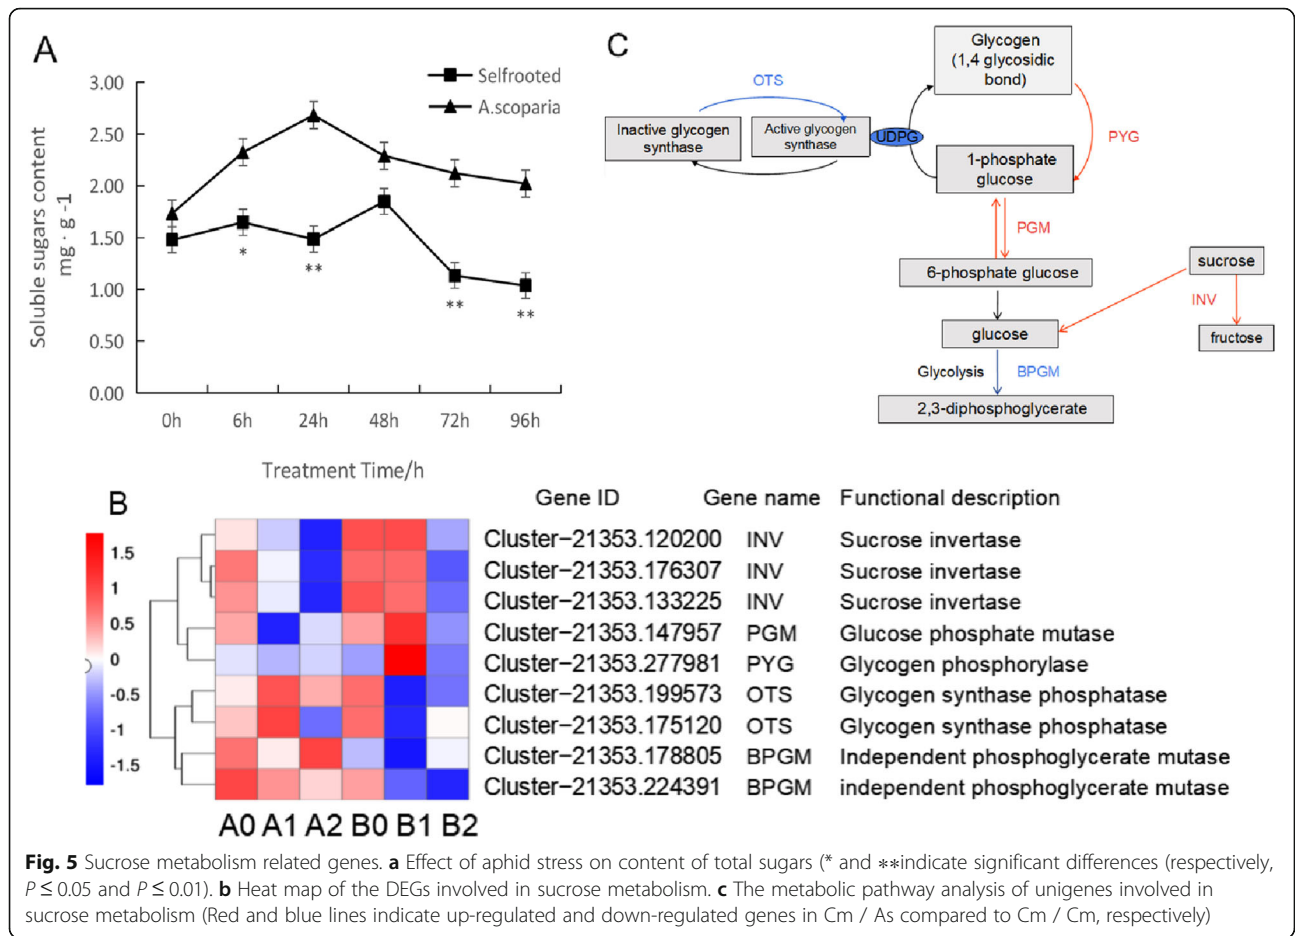 A
3.00
2.50
2.00
1.50
1.00
0.50
0.00
Soluble sugars content
mg · g -1
Selfrooted
A.scoparia
*
**
**
**
0h 6h 24h 48h 72h 96h
Treatment Time/h
C
Glycogen
(1,4 glycosidic
bond)
OTS
Inactive glycogen
synthase
Active glycogen
synthase
UDPG
PYG
1-phosphate
glucose
PGM
6-phosphate glucose
sucrose
INV
glucose
fructose
Glycolysis BPGM
2,3-diphosphoglycerate
B
1.5
1
0.5
0
-0.5
-1
-1.5
Gene ID Gene name Functional description
Cluster−21353.120200 INV Sucrose invertase
Cluster−21353.176307 INV Sucrose invertase
Cluster−21353.133225 INV Sucrose invertase
Cluster−21353.147957 PGM Glucose phosphate mutase
Cluster−21353.277981 PYG Glycogen phosphorylase
Cluster−21353.199573 OTS Glycogen synthase phosphatase
Cluster−21353.175120 OTS Glycogen synthase phosphatase
Cluster−21353.178805 BPGM Independent phosphoglycerate mutase
Cluster−21353.224391 BPGM independent phosphoglycerate mutase
A0 A1 A2 B0 B1 B2
Fig. 5 Sucrose metabolism related genes. a Effect of aphid stress on content of total sugars (* and **indicate significant differences (respectively,
P ≤ 0.05 and P ≤ 0.01). b Heat map of the DEGs involved in sucrose metabolism. c The metabolic pathway analysis of unigenes involved in
sucrose metabolism (Red and blue lines indicate up-regulated and down-regulated genes in Cm / As compared to Cm / Cm, respectively)